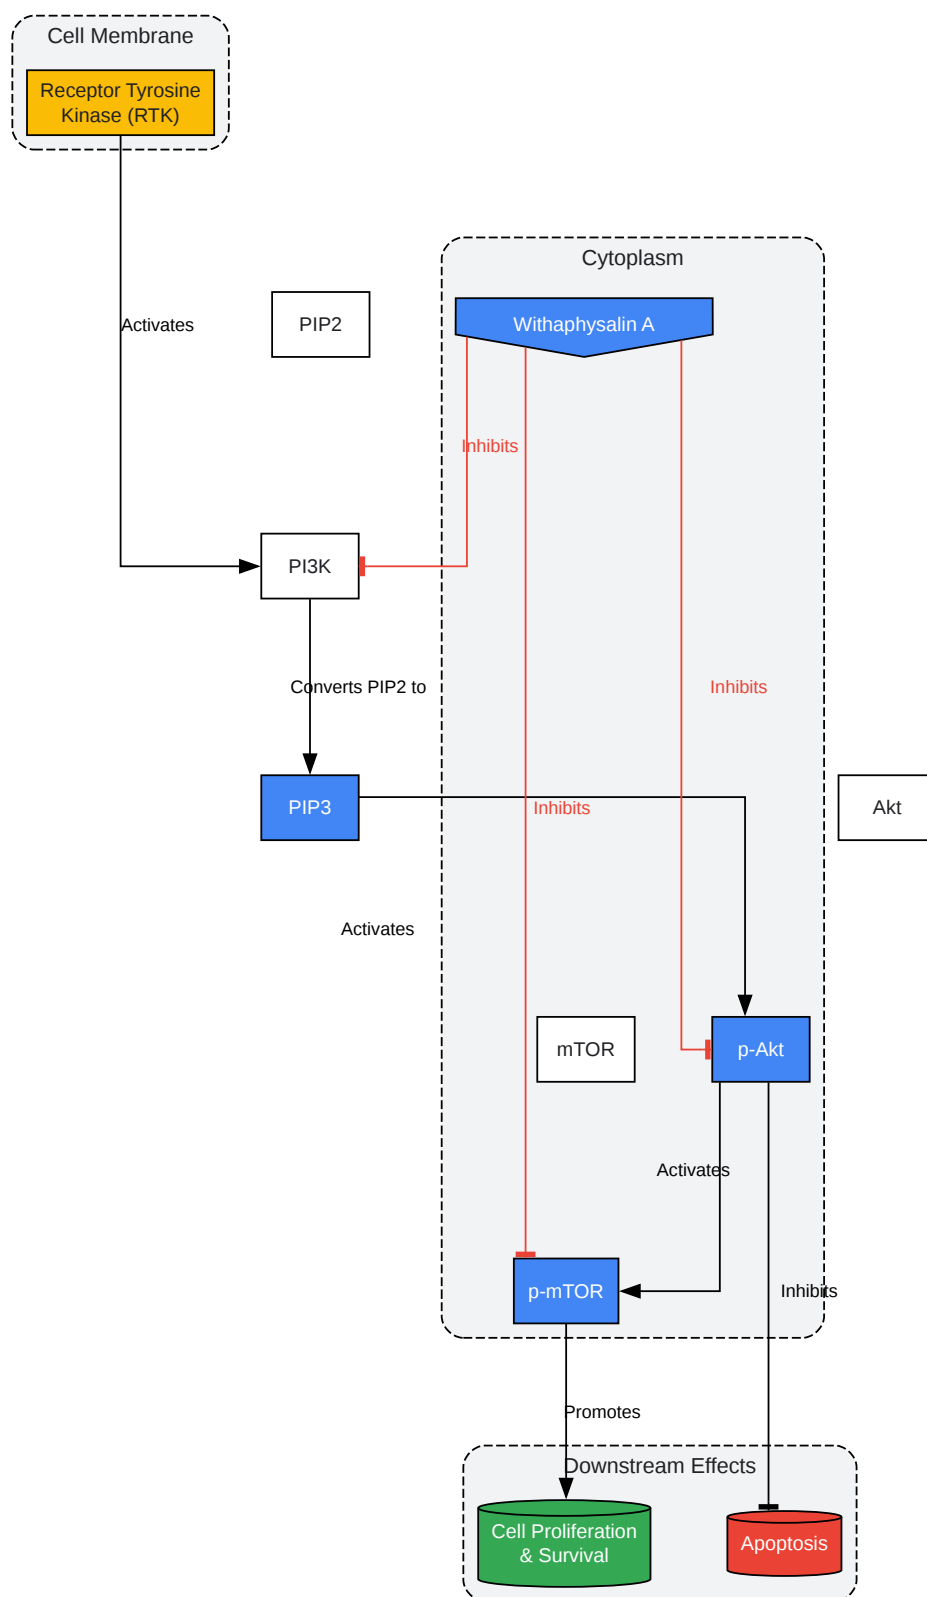 Cell Membrane
Receptor Tyrosine
Kinase (RTK)
Cytoplasm
PIP2
Withaphysalin A
Activates
Inhibits
PI3K
Converts PIP2 to
Inhibits
PIP3
Inhibits
Akt
Activates
mTOR
p-Akt
Activates
p-mTOR
Inhibits
Promotes
Downstream Effects
Cell Proliferation
& Survival
Apoptosis